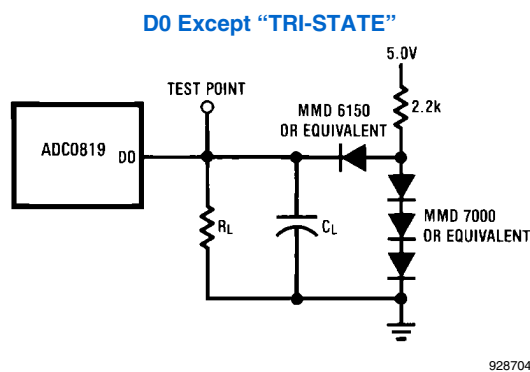 D0 Except “TRI-STATE”
5.0V
TEST POINT
2.2k
MMD 6150
OR EQUIVALENT
ADC0819
DO
RL
CL
MMD 7000
OR EQUIVALENT
928704